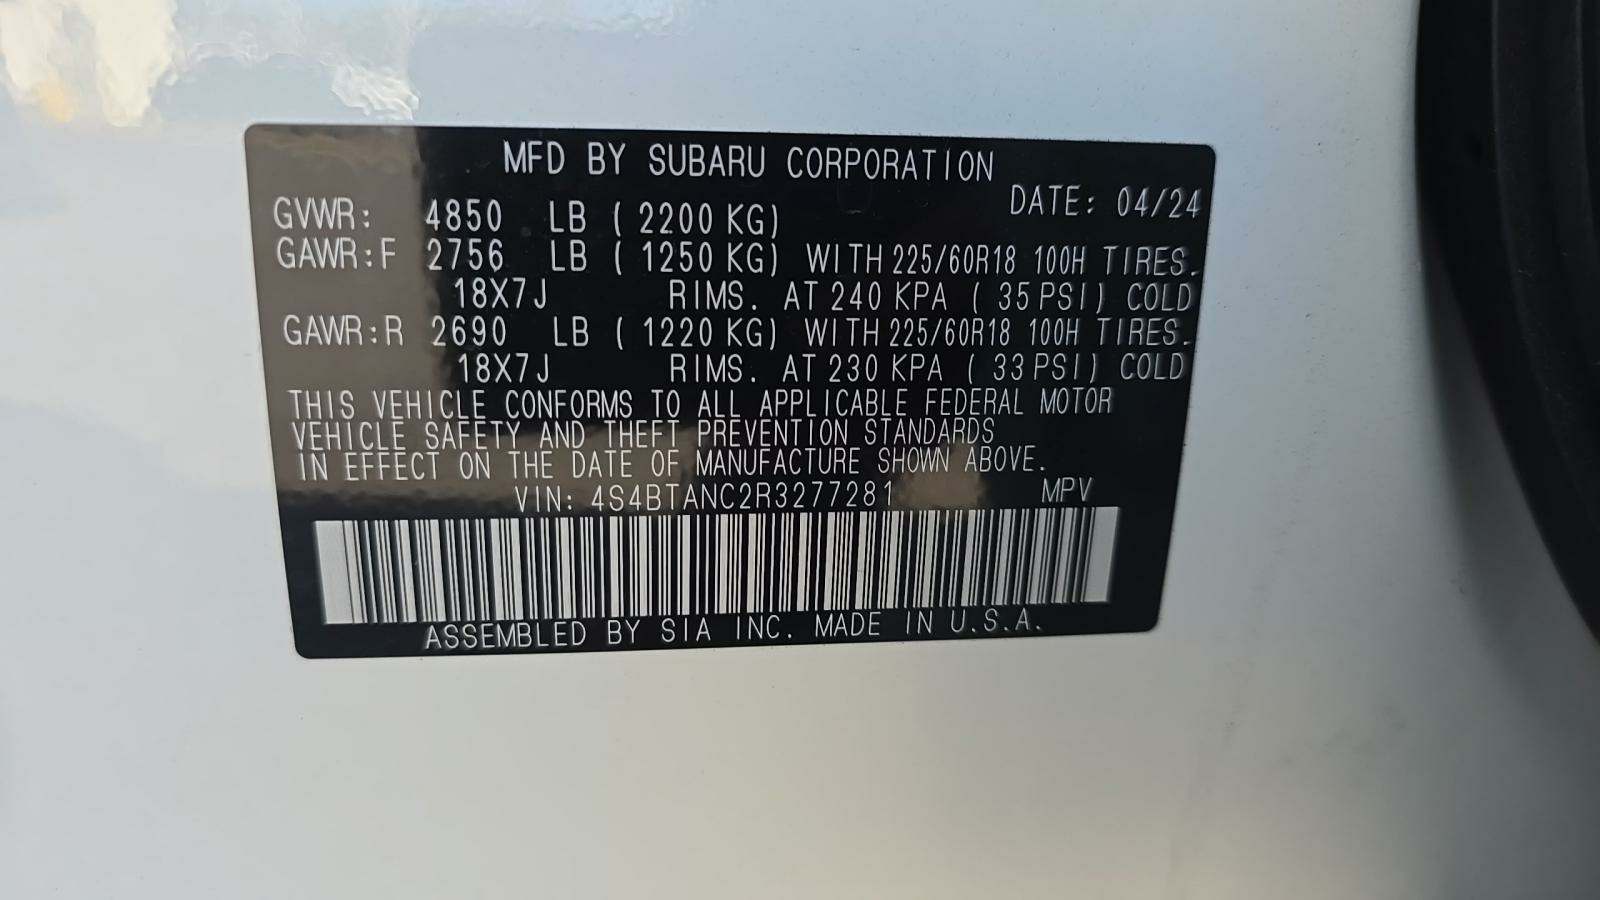 MFD BY SUBARU CORPORATION
DATE: 04/24
GVWR: 4850 LB ( 2200 KG)
GAWR:F 2756 LB ( 1250 KG) WITH 225/60R18 100H TIRES.
18X7J RIMS. AT 240 KPA ( 35 PSI) COLD
GAWR:R 2690 LB ( 1220 KG) WITH 225/60R18 100H TIRES.
18X7J RIMS. AT 230 KPA ( 33 PSI) COLD
THIS VEHICLE CONFORMS TO ALL APPLICABLE FEDERAL MOTOR
VEHICLE SAFETY AND THEFT PREVENTION STANDARDS
IN EFFECT ON THE DATE OF MANUFACTURE SHOWN ABOVE.
VIN: 4S4BTANC2R3277281 MPV
ASSEMBLED BY SIA INC. MADE IN U.S.A.